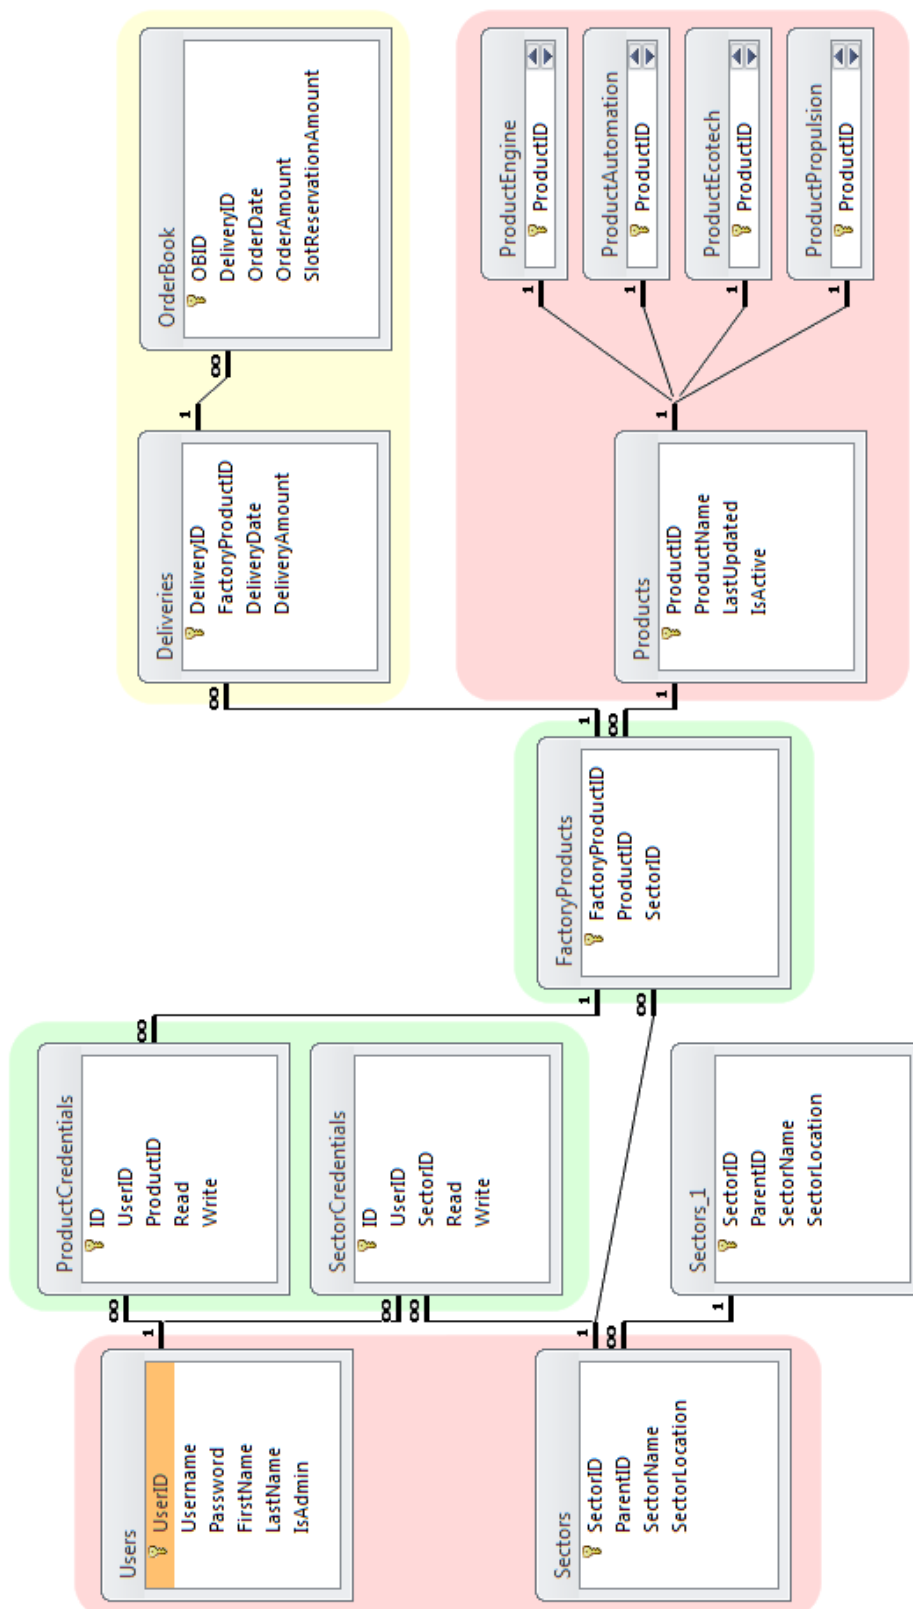 Users
UserID
Username
Password
FirstName
LastName
IsAdmin
1
Sectors
SectorID
ParentID
SectorName
SectorLocation
1
∞
ProductCredentials
ID
UserID
ProductID
Read
Write
∞
∞
SectorCredentials
ID
UserID
SectorID
Read
Write
∞
∞
Sectors_1
SectorID
ParentID
SectorName
SectorLocation
1
FactoryProducts
FactoryProductID
ProductID
SectorID
1
∞
1
∞
Deliveries
DeliveryID
FactoryProductID
DeliveryDate
DeliveryAmount
∞
1
Products
ProductID
ProductName
LastUpdated
IsActive
1
1
OrderBook
OBID
DeliveryID
OrderDate
OrderAmount
SlotReservationAmount
∞
ProductEngine
ProductID
1
ProductAutomation
ProductID
1
ProductEcotech
ProductID
1
ProductPropulsion
ProductID
1